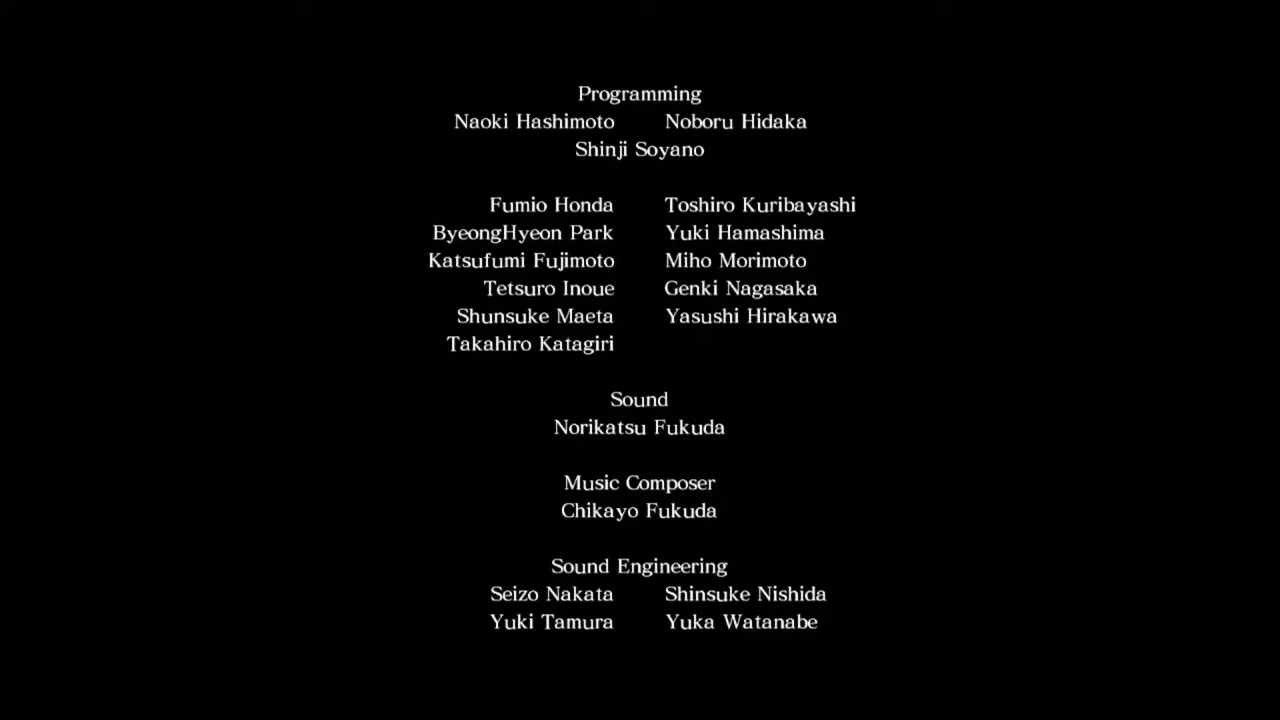 Programming
Naoki Hashimoto Noboru Hidaka
Shinji Soyano
Fumio Honda Toshiro Kuribayashi
ByeongHyeon Park Yuki Hamashima
Katsufumi Fujimoto Miho Morimoto
Tetsuro Inoue Genki Nagasaka
Shunsuke Maeta Yasushi Hirakawa
Takahiro Katagiri
Sound
Norikatsu Fukuda
Music Composer
Chikayo Fukuda
Sound Engineering
Seizo Nakata Shinsuke Nishida
Yuki Tamura Yuka Watanabe